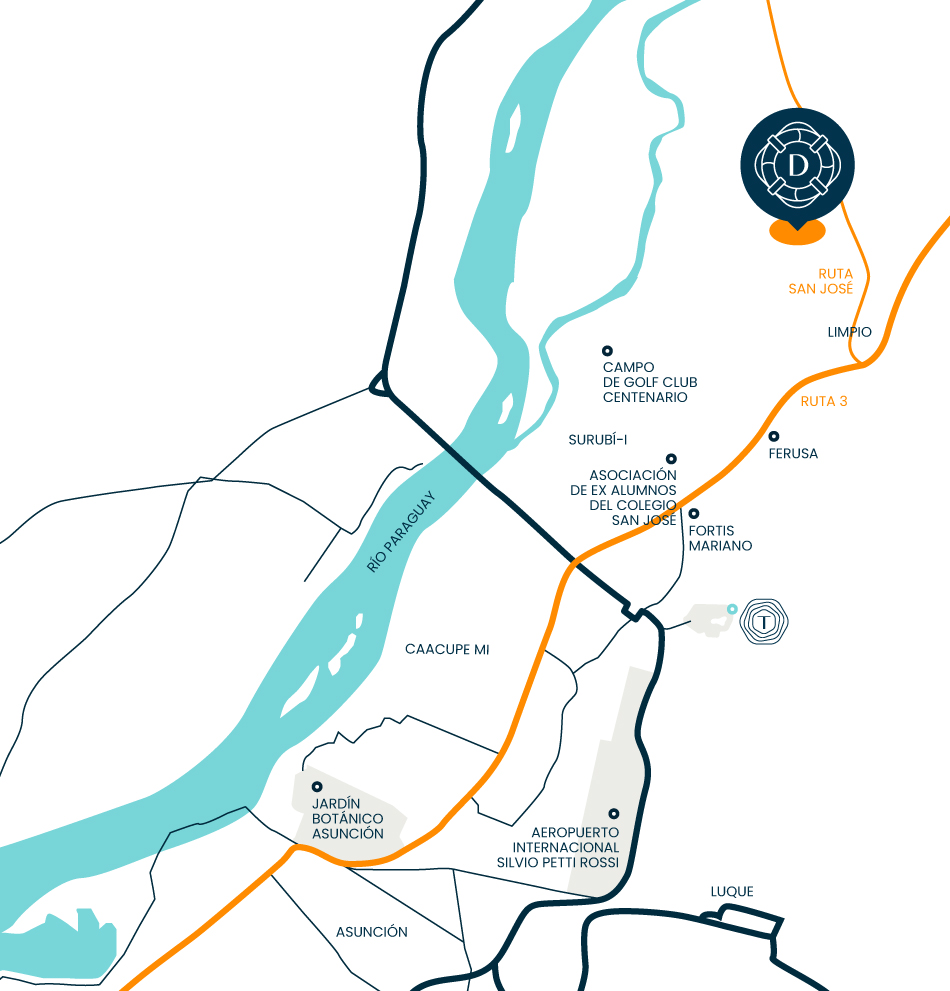 D
RUTA
SAN JOSÉ
LIMPIO
CAMPO
DE GOLF CLUB
CENTENARIO
RUTA 3
SURUBÍ-I
FERUSA
ASOCIACIÓN
DE EX ALUMNOS
DEL COLEGIO
SAN JOSÉ
FORTIS
MARIANO
RÍO PARAGUAY
T
CAACUPE MI
JARDÍN
BOTÁNICO
ASUNCIÓN
AEROPUERTO
INTERNACIONAL
SILVIO PETTI ROSSI
LUQUE
ASUNCIÓN